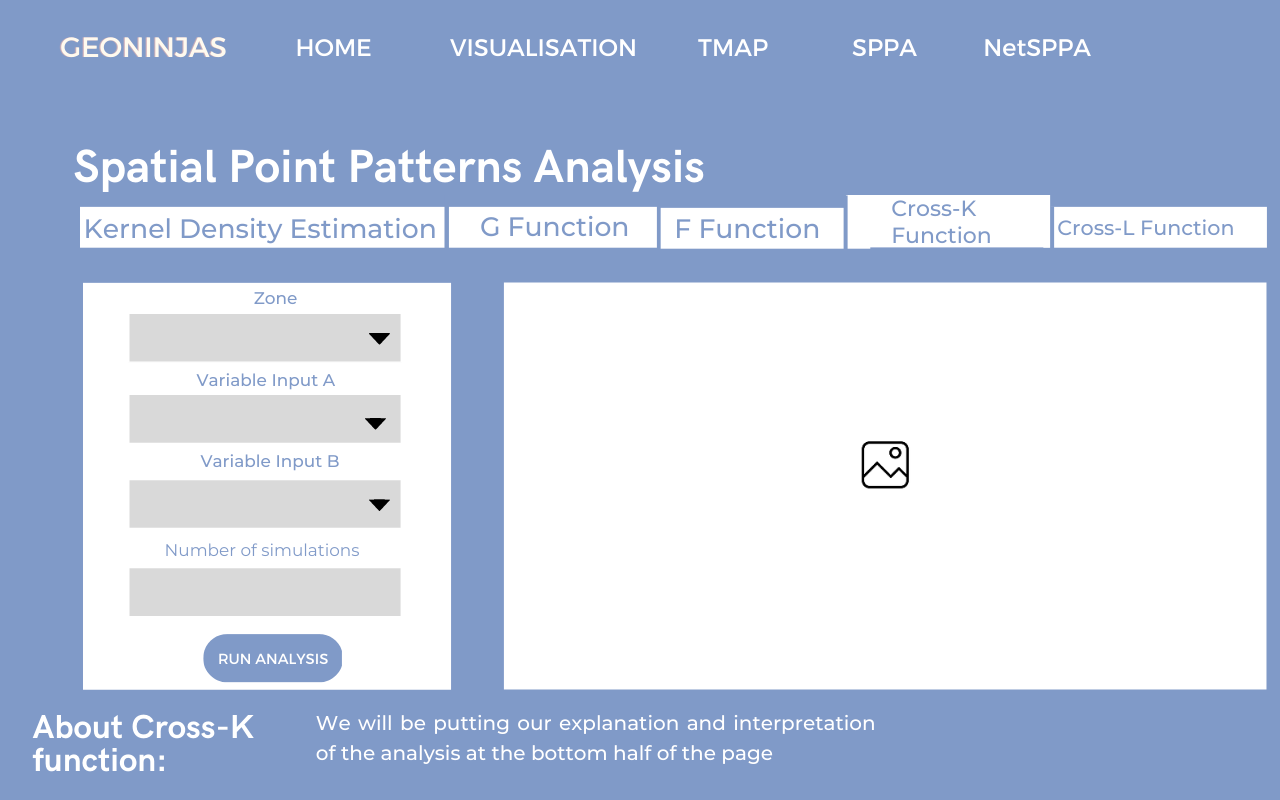 GEONINJAS HOME VISUALISATION TMAP SPPA NetSPPA
Spatial Point Patterns Analysis
Kernel Density Estimation
G Function
F Function
Cross-K
Function
Cross-L Function
Zone
Variable Input A
Variable Input B
Number of simulations
RUN ANALYSIS
About Cross-K
function:
We will be putting our explanation and interpretation
of the analysis at the bottom half of the page